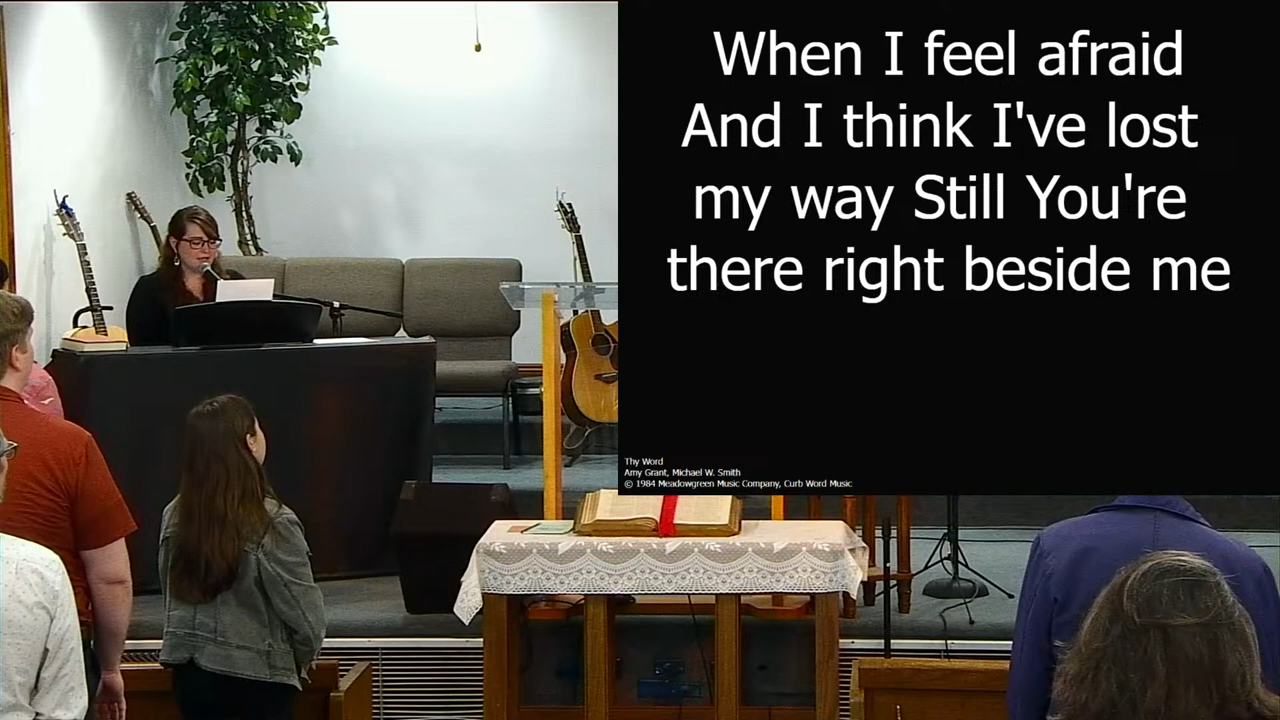 When I feel afraid
And I think I've lost
my way Still You're
there right beside me
Thy Word
Amy Grant, Michael W. Smith
© 1984 Meadowgreen Music Company, Curb Word Music